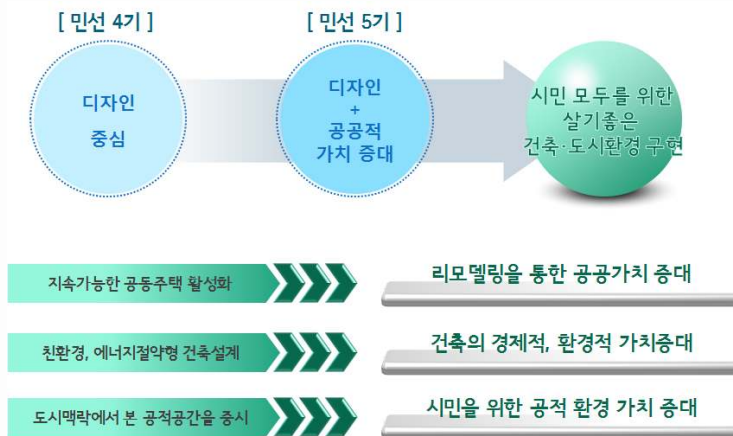 [ 민선 4기 ]
[ 민선 5기 ]
디자인
중심
디자인
+
공공적
가치 증대
시민 모두를 위한
살기좋은
건축·도시환경 구현
지속가능한 공동주택 활성화
리모델링을 통한 공공가치 증대
친환경, 에너지절약형 건축설계
건축의 경제적, 환경적 가치증대
도시맥락에서 본 공적공간을 중시
시민을 위한 공적 환경 가치 증대